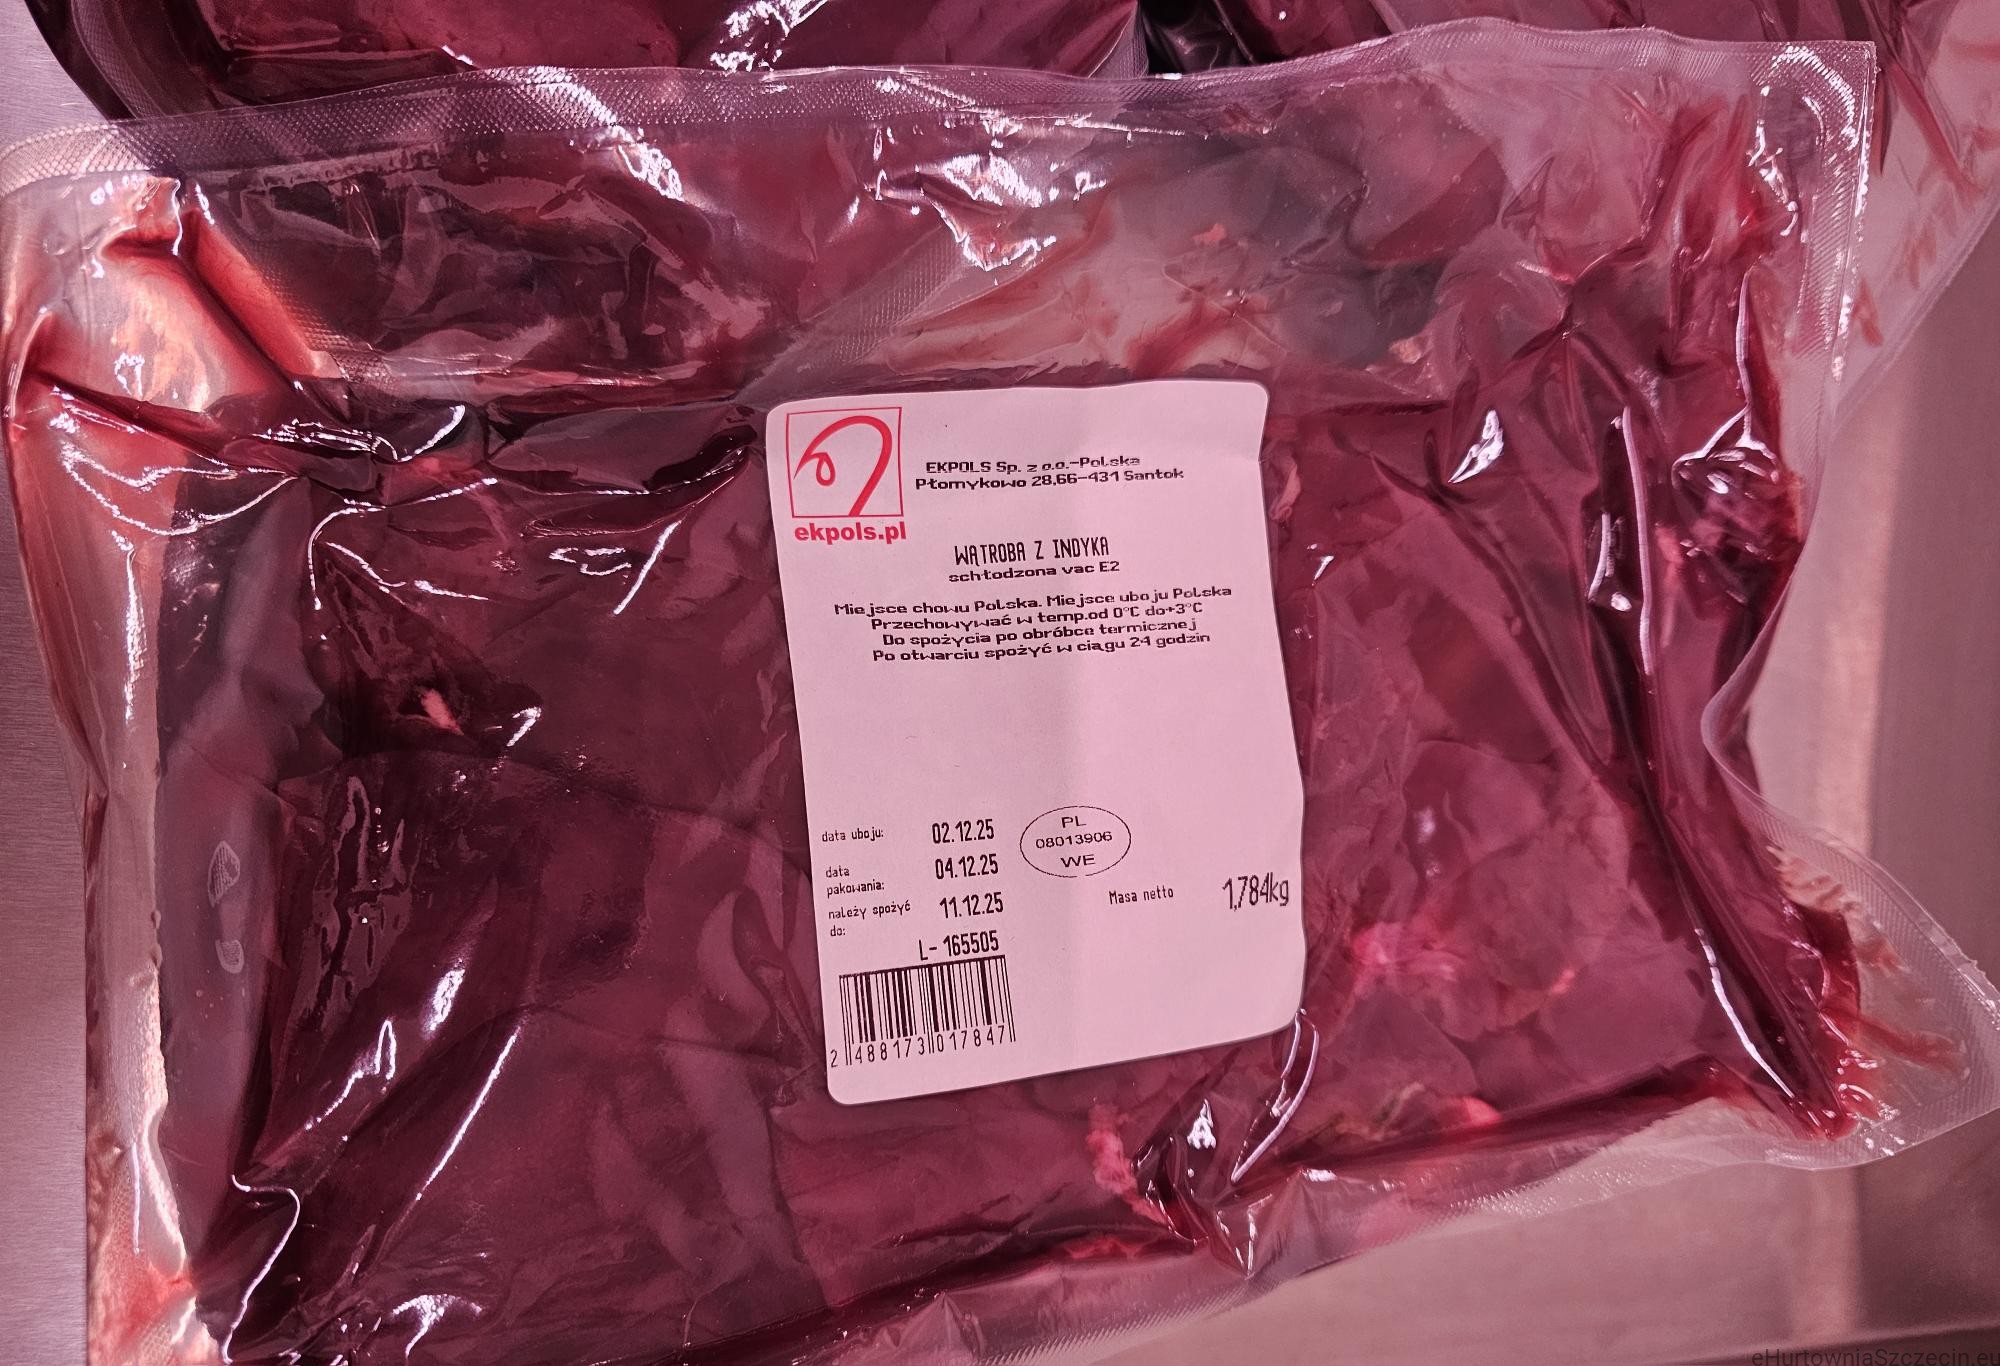 EKPOLS Sp. z o.o.-Polska
Płomykowo 28,66-431 Santok
ekpols.pl
WĄTROBA Z INDYKA
schłodzona vac E2
Miejsce chowu Polska. Miejsce uboju Polska
Przechowywać w temp.od 0°C do+3°C
Do spożycia po obróbce termicznej
Po otwarciu spożyć w ciągu 24 godzin
data uboju: 02.12.25
data pakowania: 04.12.25
należy spożyć do: 11.12.25
L- 165505
PL
08013906
WE
Masa netto 1,784kg
2 488173 017847
eHurtowniaSzczecin.eu